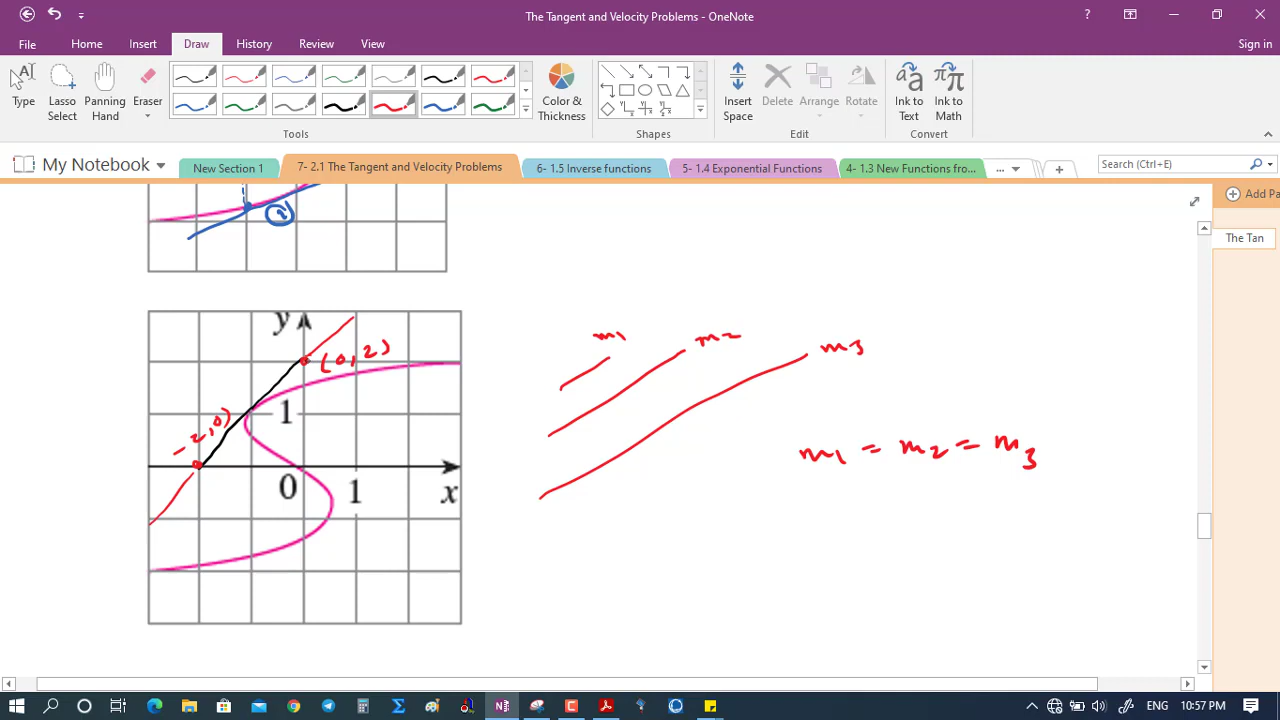 The Tangent and Velocity Problems - OneNote
?
File
Home
Insert
Draw
History
Review
View
Sign in
Type
Lasso Select
Panning Hand
Eraser
Color & Thickness
Insert Space
Delete
Arrange
Rotate
Ink to Text
Ink to Math
Tools
Shapes
Edit
Convert
My Notebook
New Section 1
7- 2.1 The Tangent and Velocity Problems
6- 1.5 Inverse functions
5- 1.4 Exponential Functions
4- 1.3 New Functions fro...
...
Search (Ctrl+E)
Add Pa
The Tan
2
y
(0,2)
-2,0)
1
0
1
x
m1
m2
m3
m1 = m2 = m3
ENG
10:57 PM